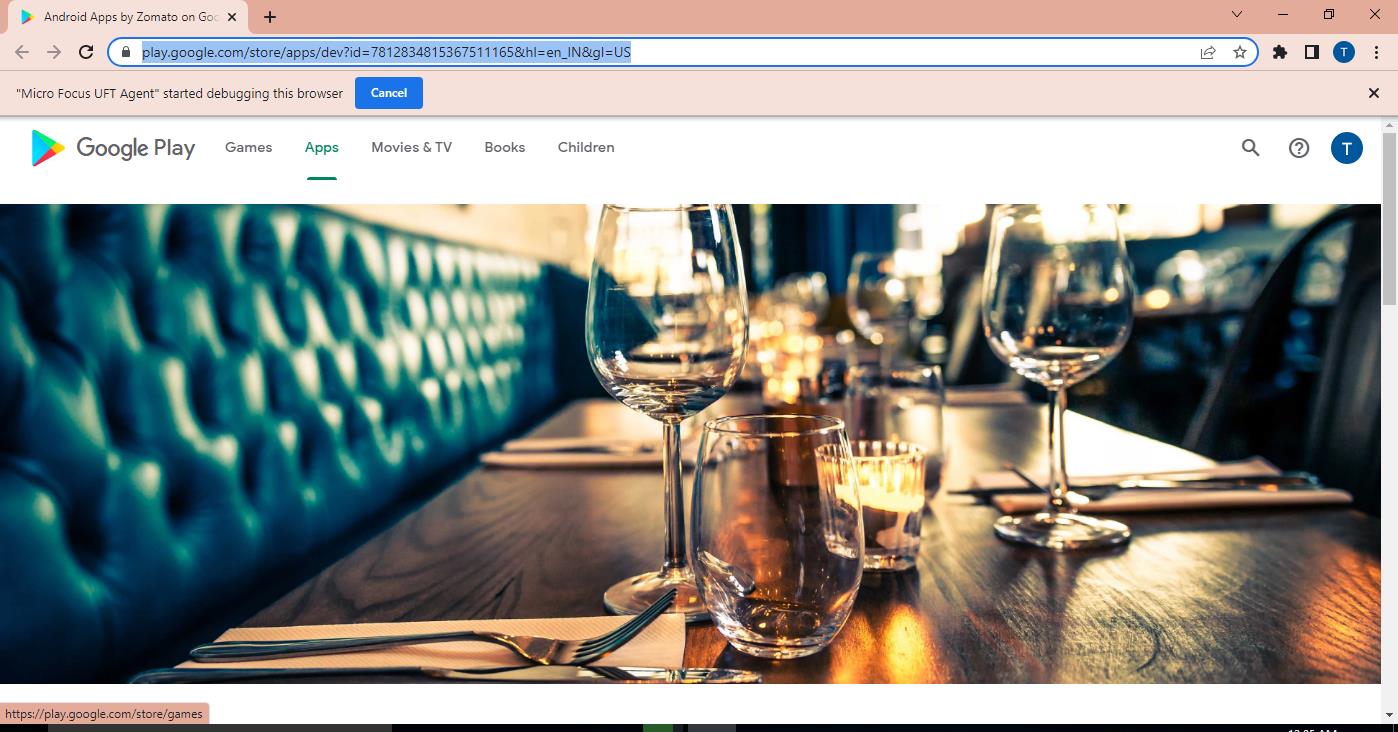 Android Apps by Zomato on Goo
play.google.com/store/apps/dev?id=7812834815367511165&hl=en_IN&gl=US
T
"Micro Focus UFT Agent" started debugging this browser
Cancel
Google Play
Games
Apps
Movies & TV
Books
Children
T
https://play.google.com/store/games